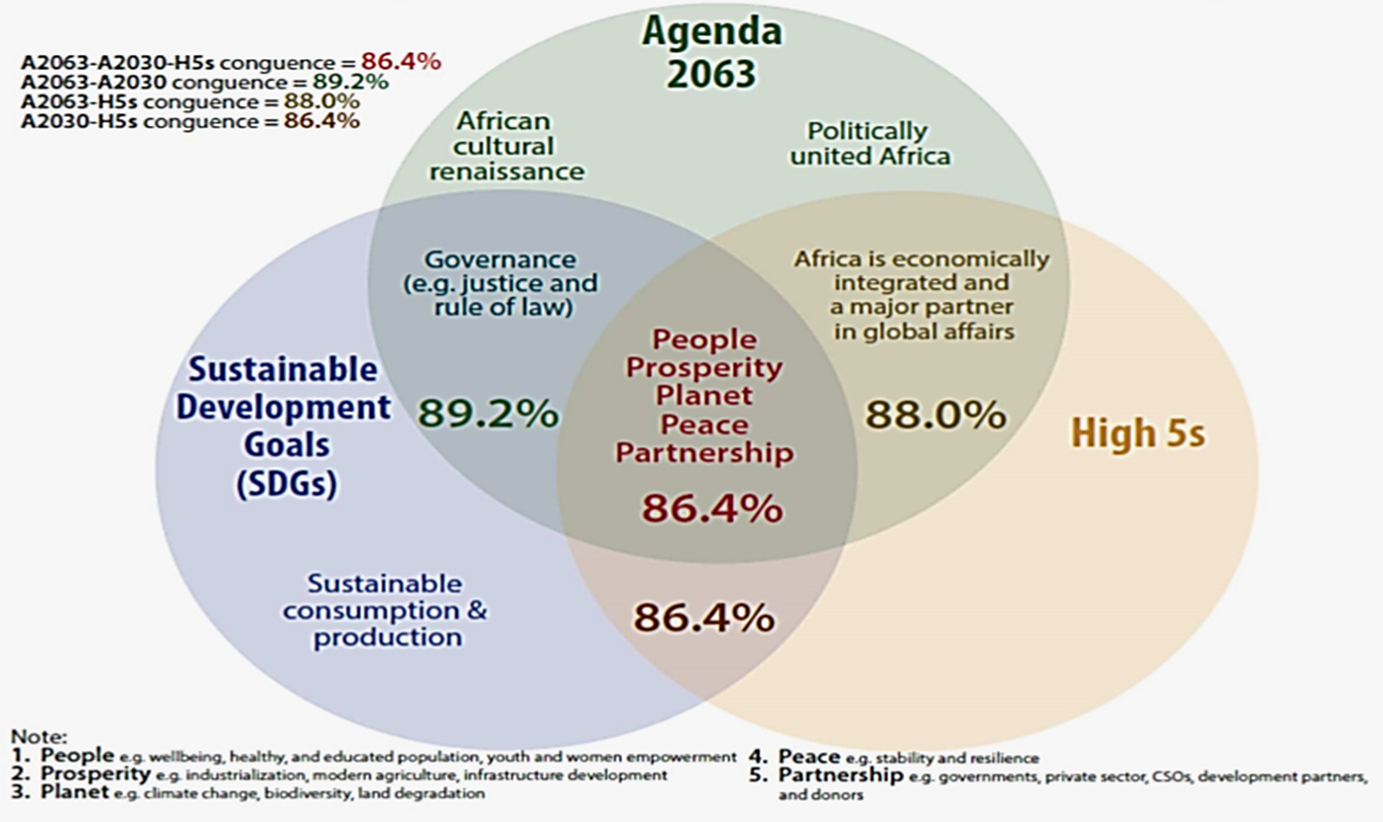 Agenda
2063
A2063-A2030-H5s conguence = 86.4%
A2063-A2030 conguence = 89.2%
A2063-H5s conguence = 88.0%
A2030-H5s conguence = 86.4%
African
cultural
renaissance
Politically
united Africa
Governance
(e.g. justice and
rule of law)
Africa is economically
integrated and
a major partner
in global affairs
People
Prosperity
Planet
Peace
Partnership
86.4%
Sustainable
Development
Goals
(SDGs)
89.2%
88.0%
High 5s
Sustainable
consumption &
production
86.4%
Note:
1. People e.g. wellbeing, healthy, and educated population, youth and women empowerment
2. Prosperity e.g. industrialization, modern agriculture, infrastructure development
3. Planet e.g. climate change, biodiversity, land degradation
4. Peace e.g. stability and resilience
5. Partnership e.g. governments, private sector, CSOs, development partners,
and donors